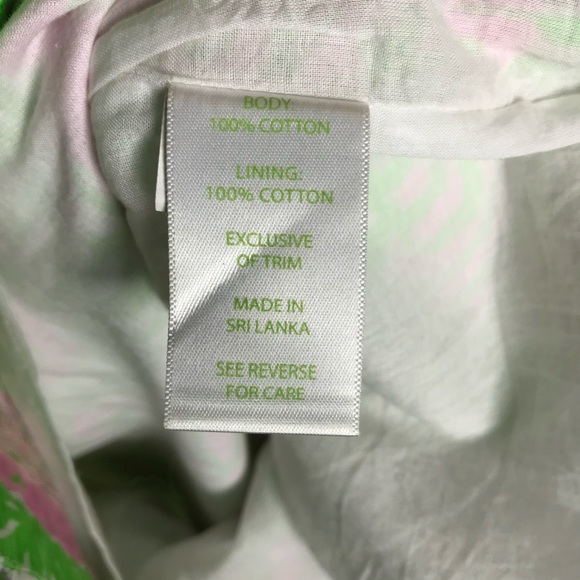 BODY
100% COTTON
LINING:
100% COTTON
EXCLUSIVE
OF TRIM
MADE IN
SRI LANKA
SEE REVERSE
FOR CARE